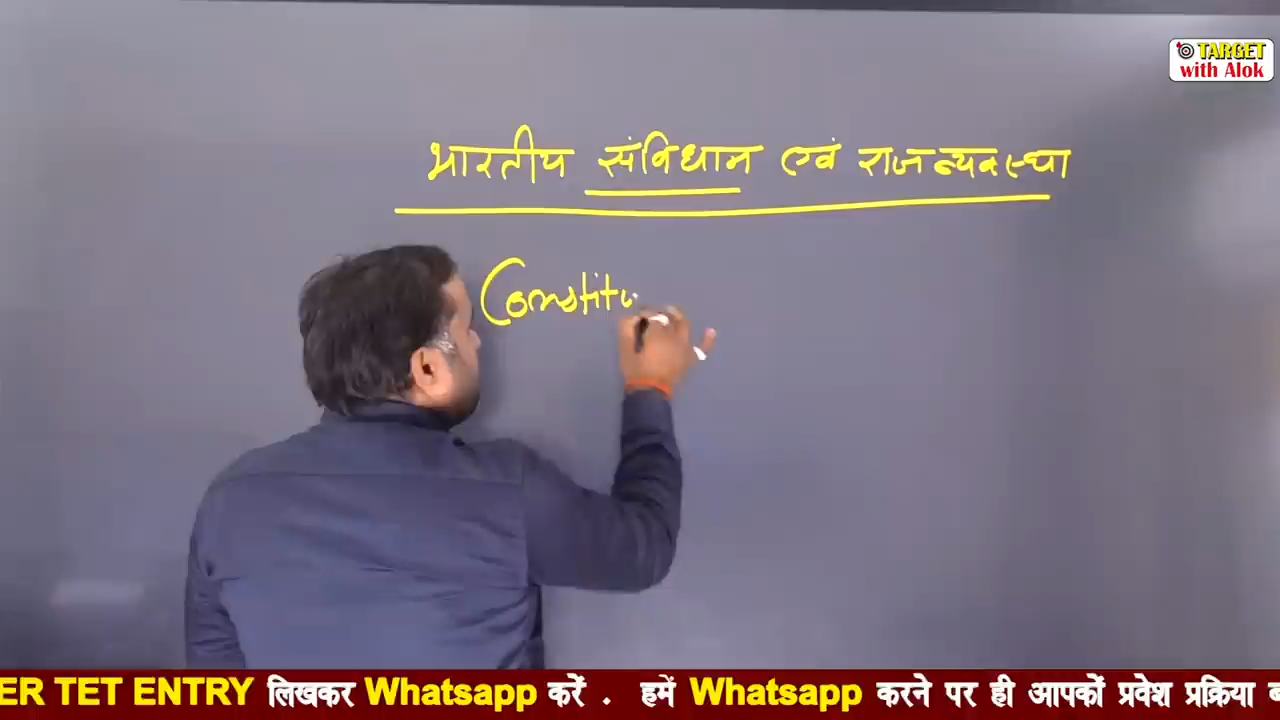 TARGET
with Alok
भारतीय संविधान एवं राजव्यवस्था
Constitu
ER TET ENTRY लिखकर Whatsapp करें . हमें Whatsapp करने पर ही आपकों प्रवेश प्रक्रिया ब